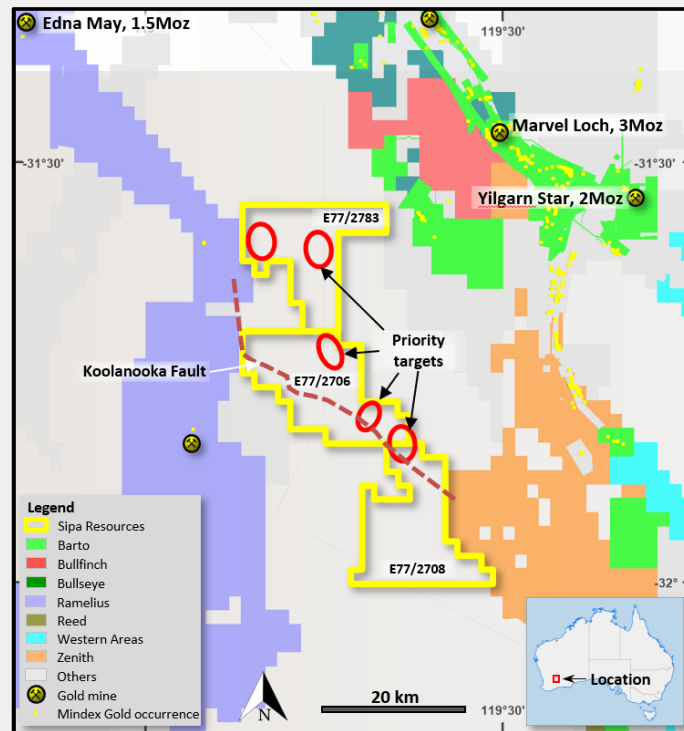 Edna May, 1.5Moz
119°30'
Marvel Loch, 3Moz
-31°30'
-31°30'
Yilgarn Star, 2Moz
E77/2783
Priority
targets
Koolanooka Fault
E77/2706
E77/2708
-32°
Legend
Sipa Resources
Barto
Bullfinch
Bullseye
Ramelius
Reed
Western Areas
Zenith
Others
Gold mine
Mindex Gold occurrence
N
20 km
119°30'
Location